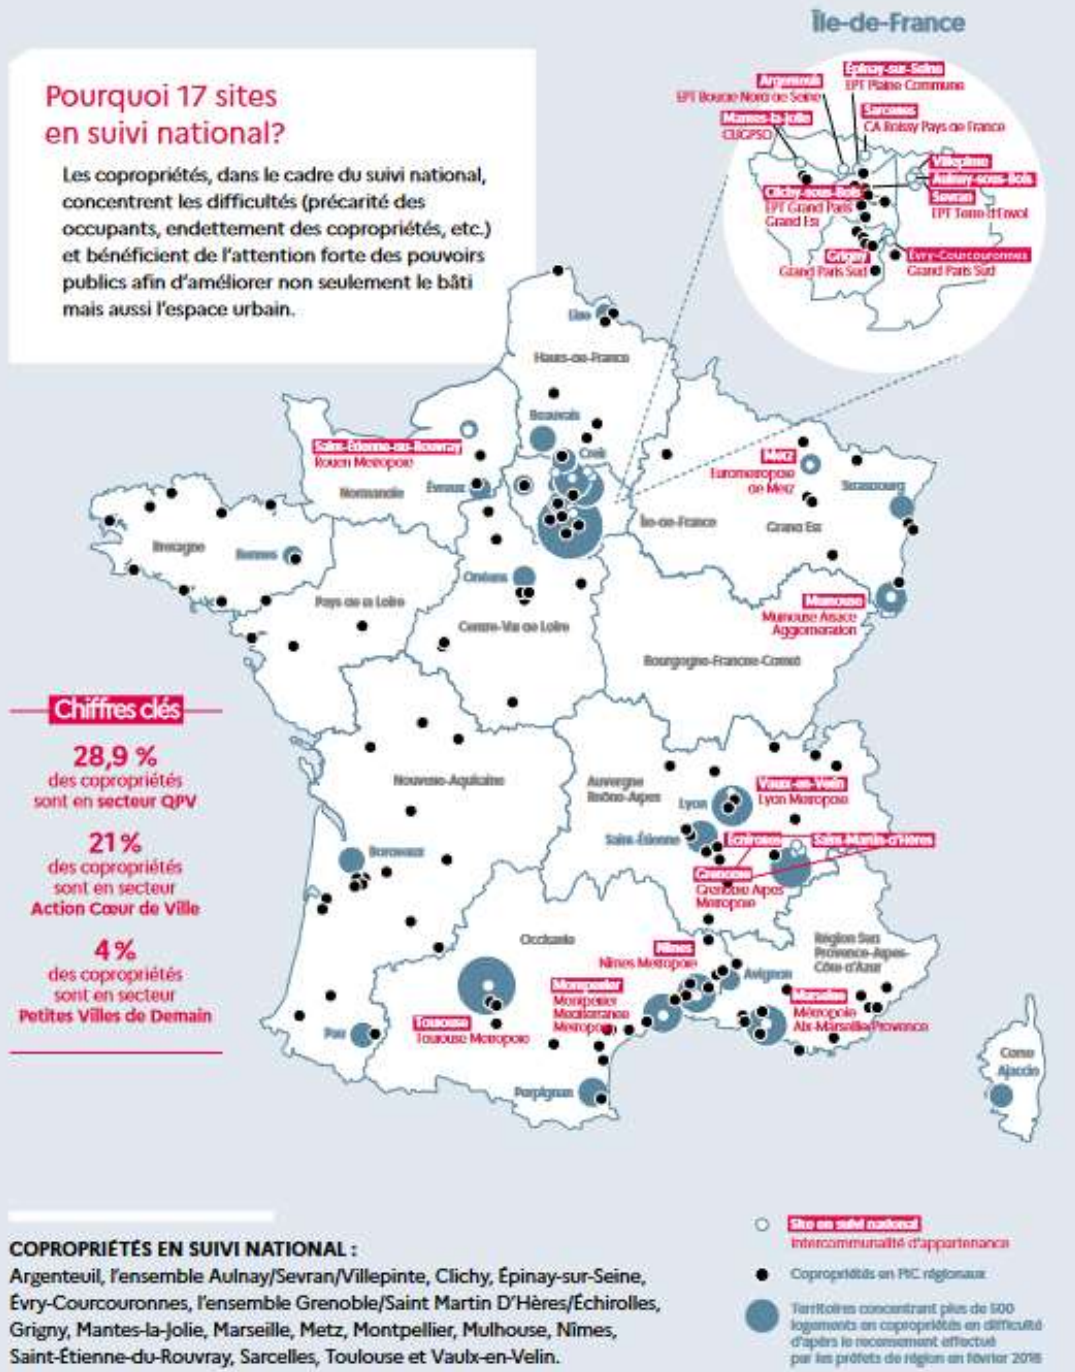 Île-de-France
Pourquoi 17 sites
en suivi national?
Les copropriétés, dans le cadre du suivi national,
concentrent les difficultés (précarité des
occupants, endettement des copropriétés, etc.)
et bénéficient de l'attention forte des pouvoirs
publics afin d'améliorer non seulement le bâti
mais aussi l'espace urbain.
Argenteuil
EPT Boucle Nord de Seine
Épinay-sur-Seine
EPT Plaine Commune
Mantes-la-Jolie
CUGPSO
Sarcelles
CA Roissy Pays de France
Villepinte
Aulnay-sous-Bois
Sevran
EPT Terre d'Envol
Clichy-sous-Bois
EPT Grand Paris
Grand Est
Grigny
Grand Paris Sud
Évry-Courcouronnes
Grand Paris Sud
Lille
Hauts-de-France
Beauvais
Creil
Saint-Étienne-du-Rouvray
Rouen Métropole
Normandie
Évreux
Metz
Eurométropole
de Metz
Strasbourg
Île-de-France
Grand Est
Bretagne
Rennes
Orléans
Pays de la Loire
Centre-Val de Loire
Mulhouse
Mulhouse Alsace
Agglomération
Bourgogne-Franche-Comté
Chiffres clés
28,9 %
des copropriétés
sont en secteur QPV
21 %
des copropriétés
sont en secteur
Action Cœur de Ville
4 %
des copropriétés
sont en secteur
Petites Villes de Demain
Nouvelle-Aquitaine
Auvergne
Rhône-Alpes
Lyon
Vaulx-en-Velin
Lyon Métropole
Saint-Étienne
Échirolles
Saint-Martin-d'Hères
Grenoble
Grenoble Alpes
Métropole
Bordeaux
Occitanie
Nîmes
Nîmes Métropole
Région Sud
Provence-Alpes-
Côte d'Azur
Avignon
Montpellier
Montpellier
Méditerranée
Métropole
Marseille
Métropole
Aix-Marseille/Provence
Toulouse
Toulouse Métropole
Pau
Perpignan
Corse
Ajaccio
COPROPRIÉTÉS EN SUIVI NATIONAL :
Argenteuil, l'ensemble Aulnay/Sevran/Villepinte, Clichy, Épinay-sur-Seine,
Évry-Courcouronnes, l'ensemble Grenoble/Saint Martin D'Hères/Échirolles,
Grigny, Mantes-la-Jolie, Marseille, Metz, Montpellier, Mulhouse, Nîmes,
Saint-Étienne-du-Rouvray, Sarcelles, Toulouse et Vaulx-en-Velin.
Site en suivi national
Intercommunalité d'appartenance
Copropriétés en PIC régionaux
Territoires concentrant plus de 500
logements en copropriétés en difficulté
d'apèrs le recensement effectué
par les préfets de région en février 2018